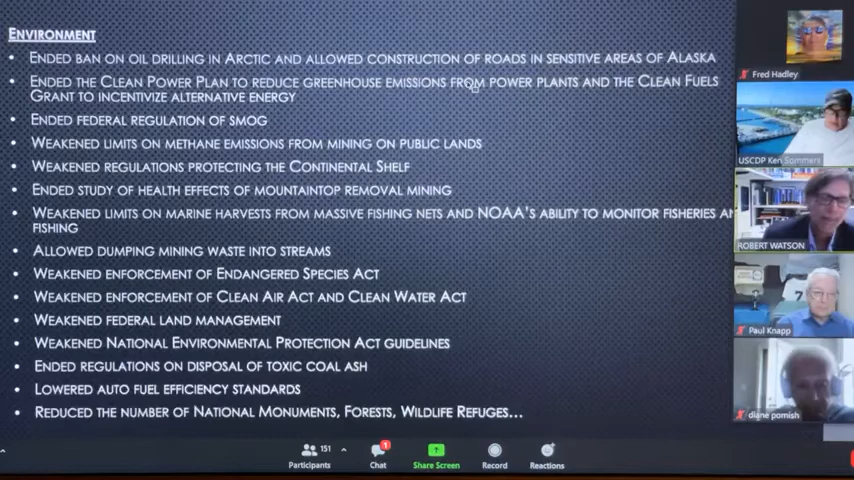 ENVIRONMENT
• ENDED BAN ON OIL DRILLING IN ARCTIC AND ALLOWED CONSTRUCTION OF ROADS IN SENSITIVE AREAS OF ALASKA
• ENDED THE CLEAN POWER PLAN TO REDUCE GREENHOUSE EMISSIONS FROM POWER PLANTS AND THE CLEAN FUELS
GRANT TO INCENTIVIZE ALTERNATIVE ENERGY
• ENDED FEDERAL REGULATION OF SMOG
• WEAKENED LIMITS ON METHANE EMISSIONS FROM MINING ON PUBLIC LANDS
• WEAKENED REGULATIONS PROTECTING THE CONTINENTAL SHELF
• ENDED STUDY OF HEALTH EFFECTS OF MOUNTAINTOP REMOVAL MINING
• WEAKENED LIMITS ON MARINE HARVESTS FROM MASSIVE FISHING NETS AND NOAA'S ABILITY TO MONITOR FISHERIES
FISHING
• ALLOWED DUMPING MINING WASTE INTO STREAMS
• WEAKENED ENFORCEMENT OF ENDANGERED SPECIES ACT
• WEAKENED ENFORCEMENT OF CLEAN AIR ACT AND CLEAN WATER ACT
• WEAKENED FEDERAL LAND MANAGEMENT
• WEAKENED NATIONAL ENVIRONMENTAL PROTECTION ACT GUIDELINES
• ENDED REGULATIONS ON DISPOSAL OF TOXIC COAL ASH
• LOWERED AUTO FUEL EFFICIENCY STANDARDS
• REDUCED THE NUMBER OF NATIONAL MONUMENTS, FORESTS, WILDLIFE REFUGES...
Fred Hadley
USCDP Ken Sommers
ROBERT WATSON
Paul Knapp
diane pomish
151
1
Participants
Chat
Share Screen
Record
Reactions